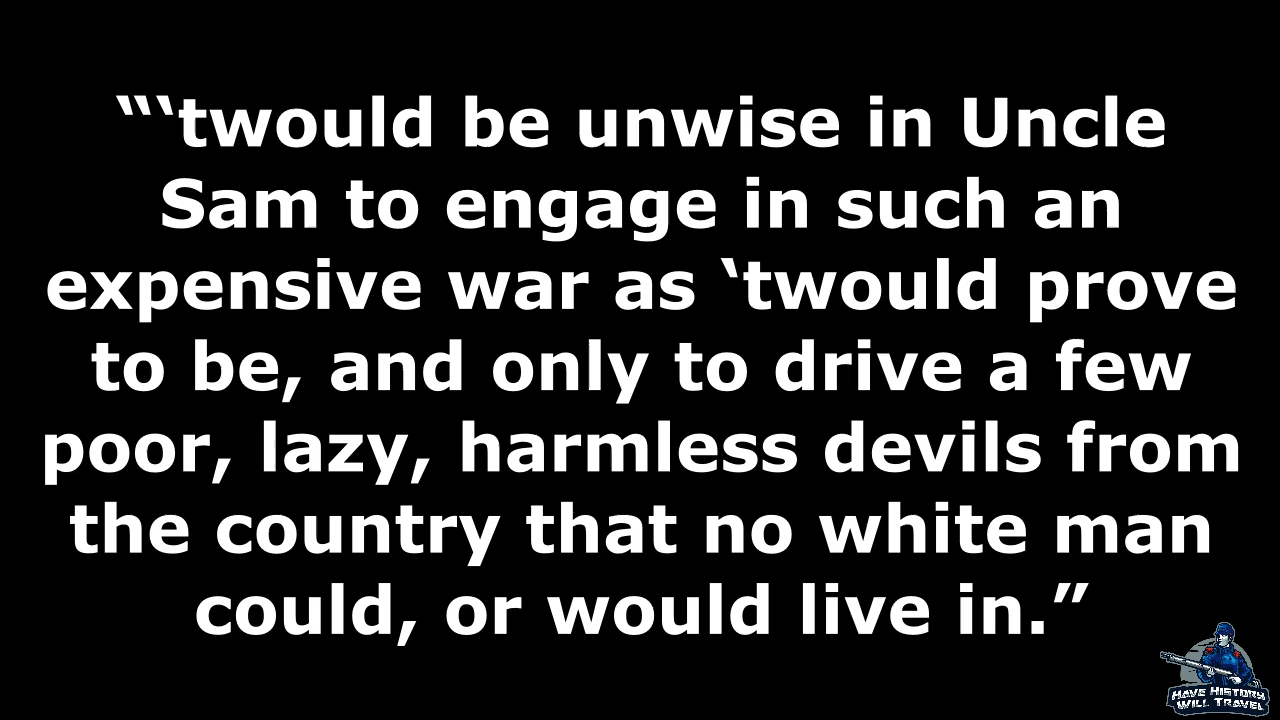 “‘twould be unwise in Uncle
Sam to engage in such an
expensive war as ‘twould prove
to be, and only to drive a few
poor, lazy, harmless devils from
the country that no white man
could, or would live in.”
HAVE HISTORY
WILL TRAVEL